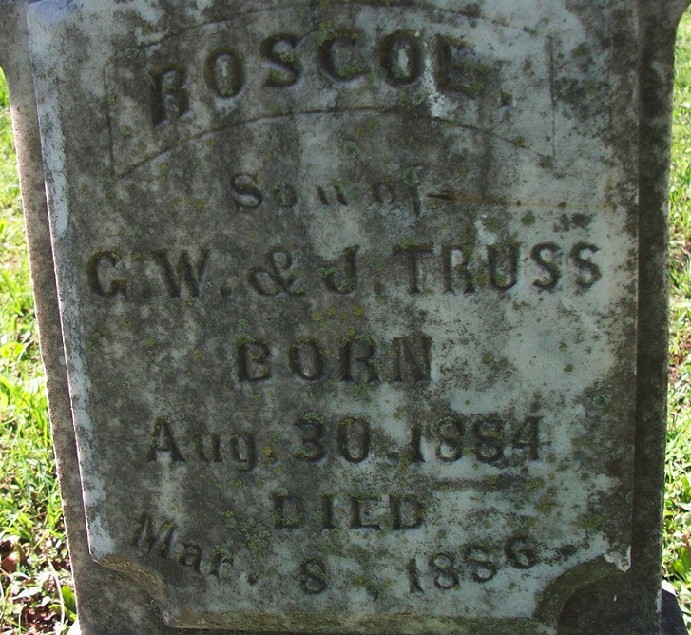 ROSCOE,
Son of
G.W. & J. TRUSS
BORN
Aug. 30, 1884
DIED
Mar. 8, 1886